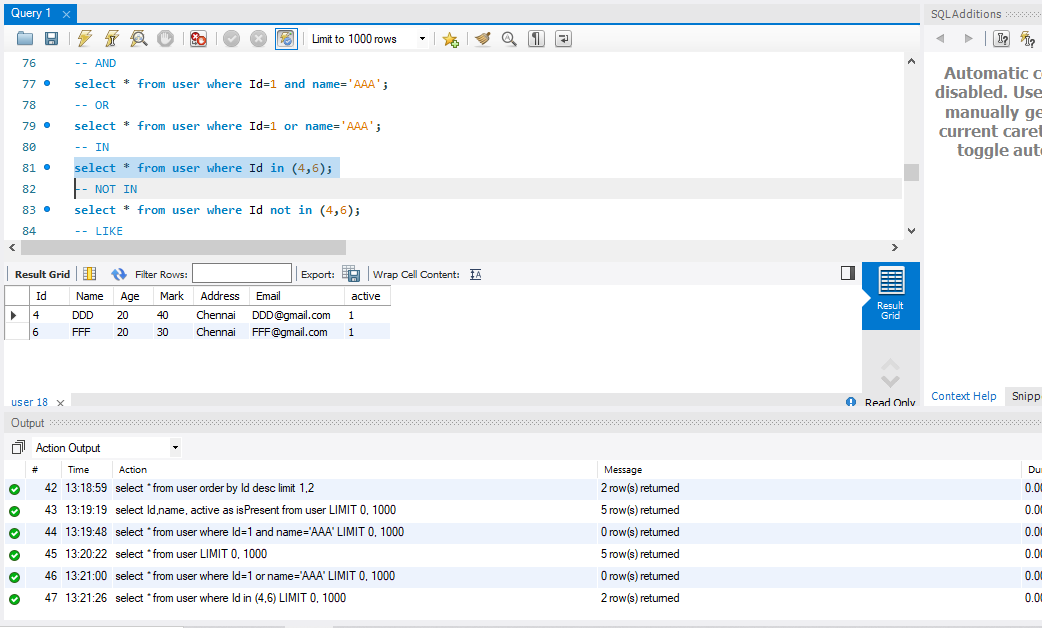 Query 1
SQLAdditions
Limit to 1000 rows
Automatic c
disabled. Use
manually ge
current caret
toggle aut
76 -- AND
77 select * from user where Id=1 and name='AAA';
78 -- OR
79 select * from user where Id=1 or name='AAA';
80 -- IN
81 select * from user where Id in (4,6);
82 -- NOT IN
83 select * from user where Id not in (4,6);
84 -- LIKE
Result Grid Filter Rows: Export: Wrap Cell Content:
Id Name Age Mark Address Email active
4 DDD 20 40 Chennai DDD@gmail.com 1
6 FFF 20 30 Chennai FFF@gmail.com 1
Result
Grid
user 18 Read Only
Context Help Snipp
Output
Action Output
# Time Action Message Du
42 13:18:59 select * from user order by Id desc limit 1,2 2 row(s) returned 0.00
43 13:19:19 select Id,name, active as isPresent from user LIMIT 0, 1000 5 row(s) returned 0.00
44 13:19:48 select * from user where Id=1 and name='AAA' LIMIT 0, 1000 0 row(s) returned 0.00
45 13:20:22 select * from user LIMIT 0, 1000 5 row(s) returned 0.00
46 13:21:00 select * from user where Id=1 or name='AAA' LIMIT 0, 1000 0 row(s) returned 0.00
47 13:21:26 select * from user where Id in (4,6) LIMIT 0, 1000 2 row(s) returned 0.00